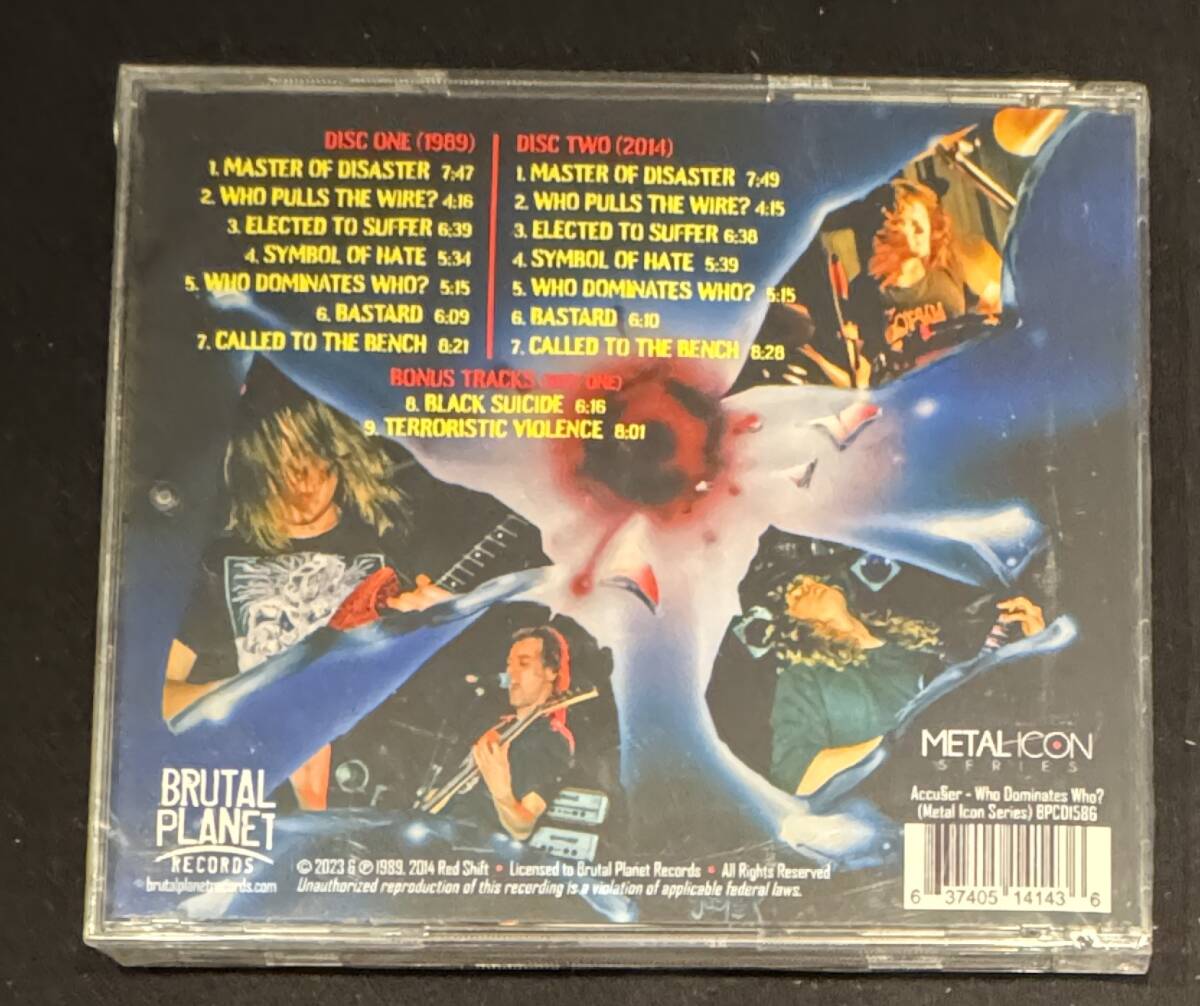 DISC ONE (1989)
1. MASTER OF DISASTER 7:47
2. WHO PULLS THE WIRE? 4:16
3. ELECTED TO SUFFER 6:39
4. SYMBOL OF HATE 5:34
5. WHO DOMINATES WHO? 5:15
6. BASTARD 6:09
7. CALLED TO THE BENCH 8:21
DISC TWO (2014)
1. MASTER OF DISASTER 7:49
2. WHO PULLS THE WIRE? 4:15
3. ELECTED TO SUFFER 6:38
4. SYMBOL OF HATE 5:39
5. WHO DOMINATES WHO? 5:15
6. BASTARD 6:10
7. CALLED TO THE BENCH 8:28
BONUS TRACKS ONE)
8. BLACK SUICIDE 6:16
9. TERRORISTIC VIOLENCE 8:01
METAL ICON
SERIES
Accu§er - Who Dominates Who?
(Metal Icon Series) BPCD1586
6 37405 14143 6
BRUTAL
PLANET
RECORDS
brutalplanetrecords.com
© 2023 & ℗ 1989, 2014 Red Shift • Licensed to Brutal Planet Records • All Rights Reserved
Unauthorized reproduction of this recording is a violation of applicable federal laws.